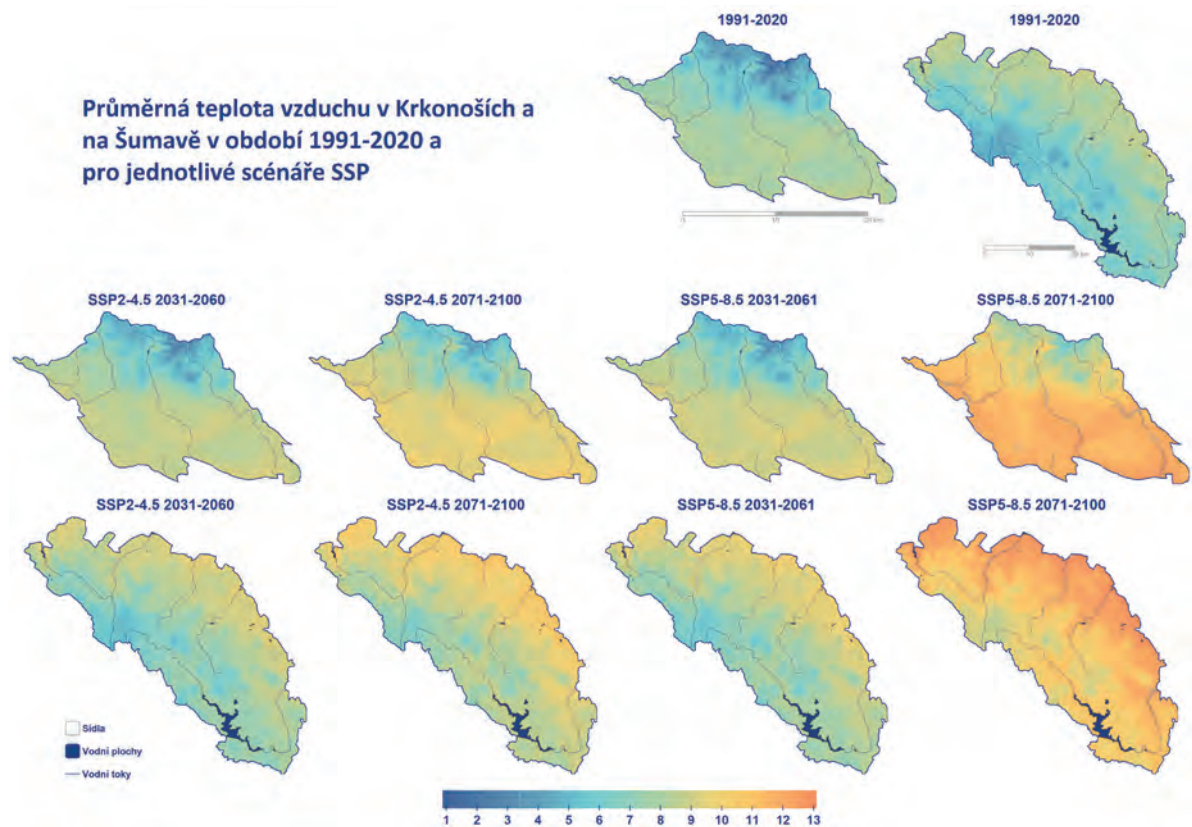 1991-2020
1991-2020
Průměrná teplota vzduchu v Krkonoších a
na Šumavě v období 1991-2020 a
pro jednotlivé scénáře SSP
SSP2-4.5 2031-2060
SSP2-4.5 2071-2100
SSP5-8.5 2031-2061
SSP5-8.5 2071-2100
SSP2-4.5 2031-2060
SSP2-4.5 2071-2100
SSP5-8.5 2031-2061
SSP5-8.5 2071-2100
Sídla
Vodní plochy
Vodní toky
1 2 3 4 5 6 7 8 9 10 11 12 13